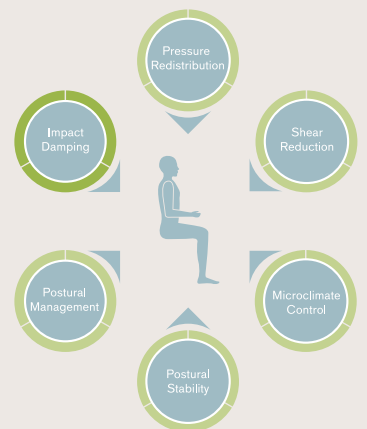 Pressure
Redistribution
Impact
Damping
Shear
Reduction
Postural
Management
Microclimate
Control
Postural
Stability